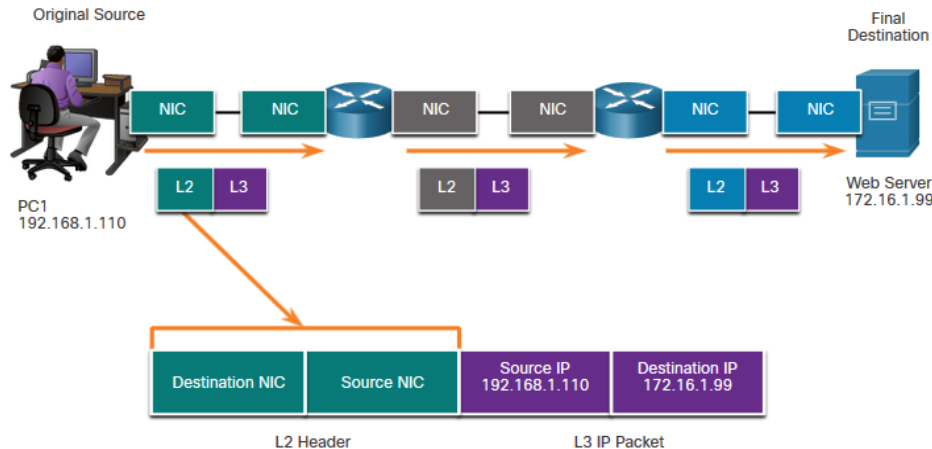 Original Source
Final
Destination
NIC
NIC
NIC
NIC
NIC
NIC
L2 L3
L2 L3
L2 L3
PC1
192.168.1.110
Web Server
172.16.1.99
Destination NIC
Source NIC
Source IP
192.168.1.110
Destination IP
172.16.1.99
L2 Header
L3 IP Packet